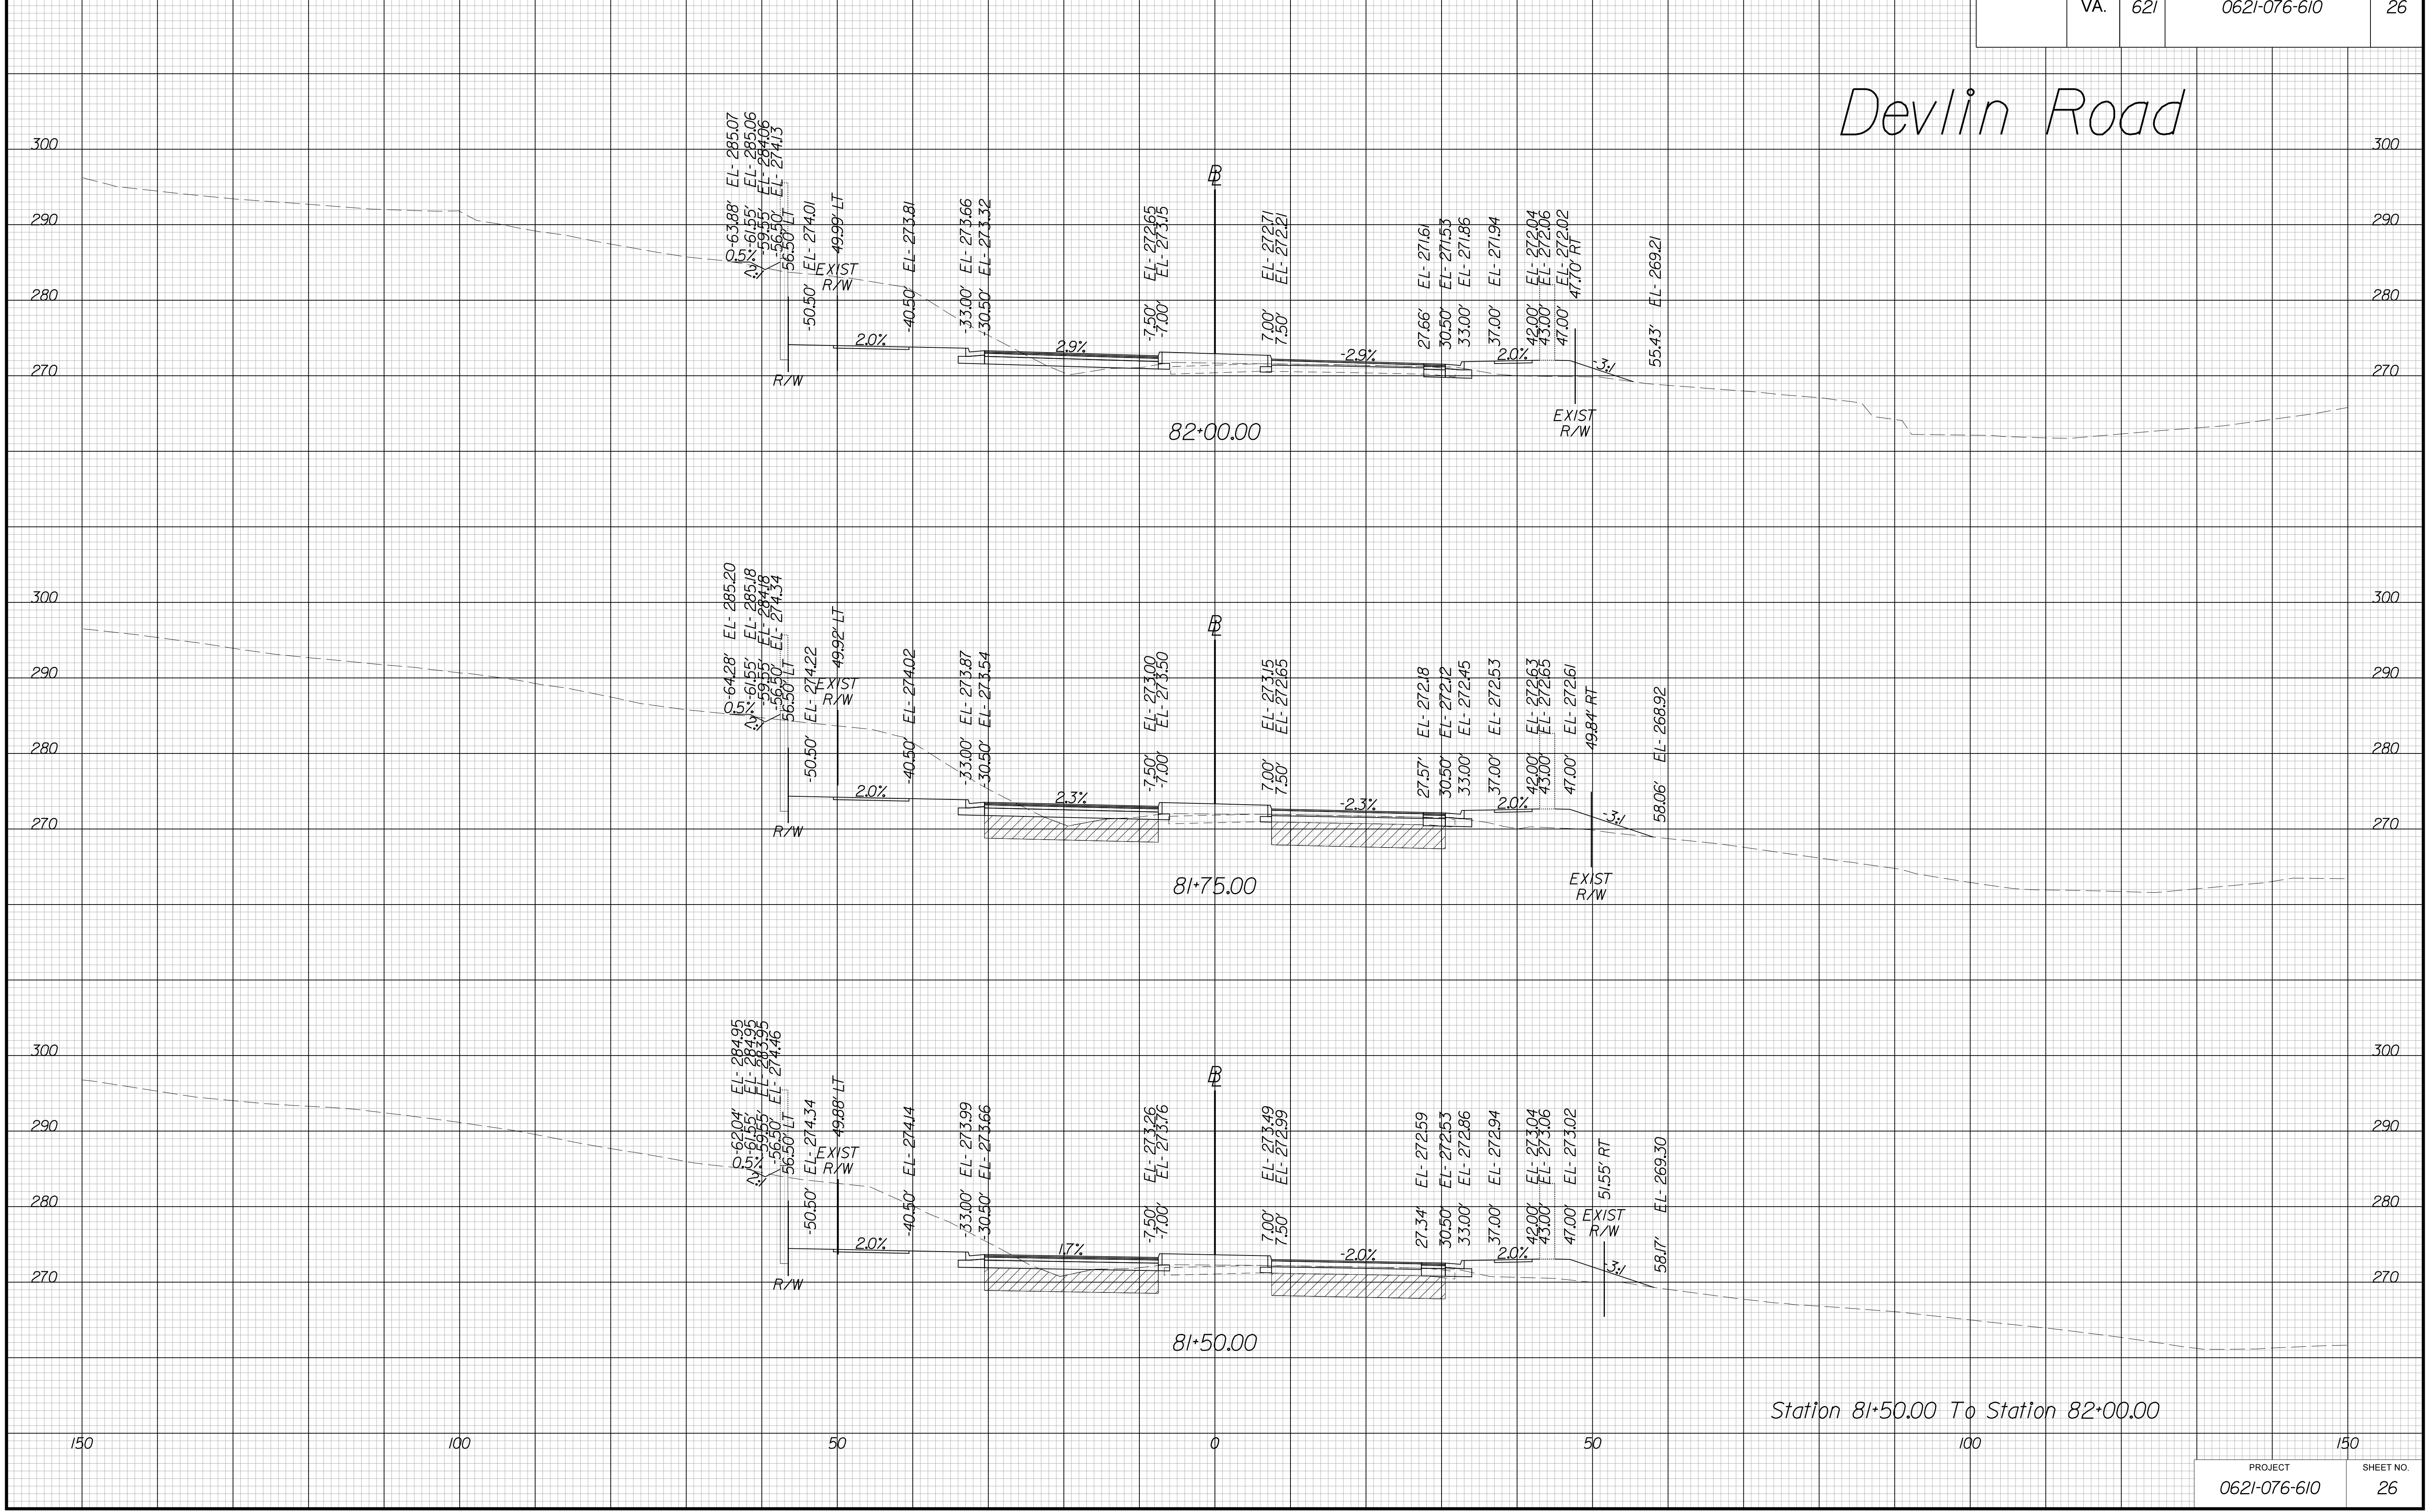 VA. 621 0621-076-610 26
Devlin Road
300 300
290 290
280 280
270 270
-63.88' EL- 285.07
-61.55' EL- 285.06
-59.55' EL- 284.06
-56.50' EL- 274.13
56.50' LT
-50.50' EL- 274.01
49.99' LT
EXIST
R/W
-40.50' EL- 273.81
-33.00' EL- 273.66
-30.50' EL- 273.32
-7.50' EL- 272.65
-7.00' EL- 273.15
BL
7.00' EL- 272.71
7.50' EL- 272.21
27.66' EL- 271.61
30.50' EL- 271.53
33.00' EL- 271.86
37.00' EL- 271.94
42.00' EL- 272.04
43.00' EL- 272.06
47.00' EL- 272.02
47.70' RT
55.43' EL- 269.21
0.5%
2:1
2.0%
2.9%
-2.9%
2.0%
-3:1
R/W
EXIST
R/W
82+00.00
300 300
290 290
280 280
270 270
-64.28' EL- 285.20
-61.55' EL- 285.18
-59.55' EL- 284.18
-56.50' EL- 274.34
56.50' LT
-50.50' EL- 274.22
49.92' LT
EXIST
R/W
-40.50' EL- 274.02
-33.00' EL- 273.87
-30.50' EL- 273.54
-7.50' EL- 273.00
-7.00' EL- 273.50
BL
7.00' EL- 273.15
7.50' EL- 272.65
27.57' EL- 272.18
30.50' EL- 272.12
33.00' EL- 272.45
37.00' EL- 272.53
42.00' EL- 272.63
43.00' EL- 272.65
47.00' EL- 272.61
49.84' RT
58.06' EL- 268.92
0.5%
2:1
2.0%
2.3%
-2.3%
2.0%
-3:1
R/W
EXIST
R/W
81+75.00
300 300
290 290
280 280
270 270
-62.04' EL- 284.95
-61.55' EL- 284.95
-59.55' EL- 283.95
-56.50' EL- 274.46
56.50' LT
-50.50' EL- 274.34
49.88' LT
EXIST
R/W
-40.50' EL- 274.14
-33.00' EL- 273.99
-30.50' EL- 273.66
-7.50' EL- 273.26
-7.00' EL- 273.76
BL
7.00' EL- 273.49
7.50' EL- 272.99
27.34' EL- 272.59
30.50' EL- 272.53
33.00' EL- 272.86
37.00' EL- 272.94
42.00' EL- 273.04
43.00' EL- 273.06
47.00' EL- 273.02
51.55' RT
EXIST
R/W
58.17' EL- 269.30
0.5%
2:1
2.0%
1.7%
-2.0%
2.0%
-3:1
R/W
81+50.00
Station 81+50.00 To Station 82+00.00
150 100 50 0 50 100 150
PROJECT SHEET NO.
0621-076-610 26